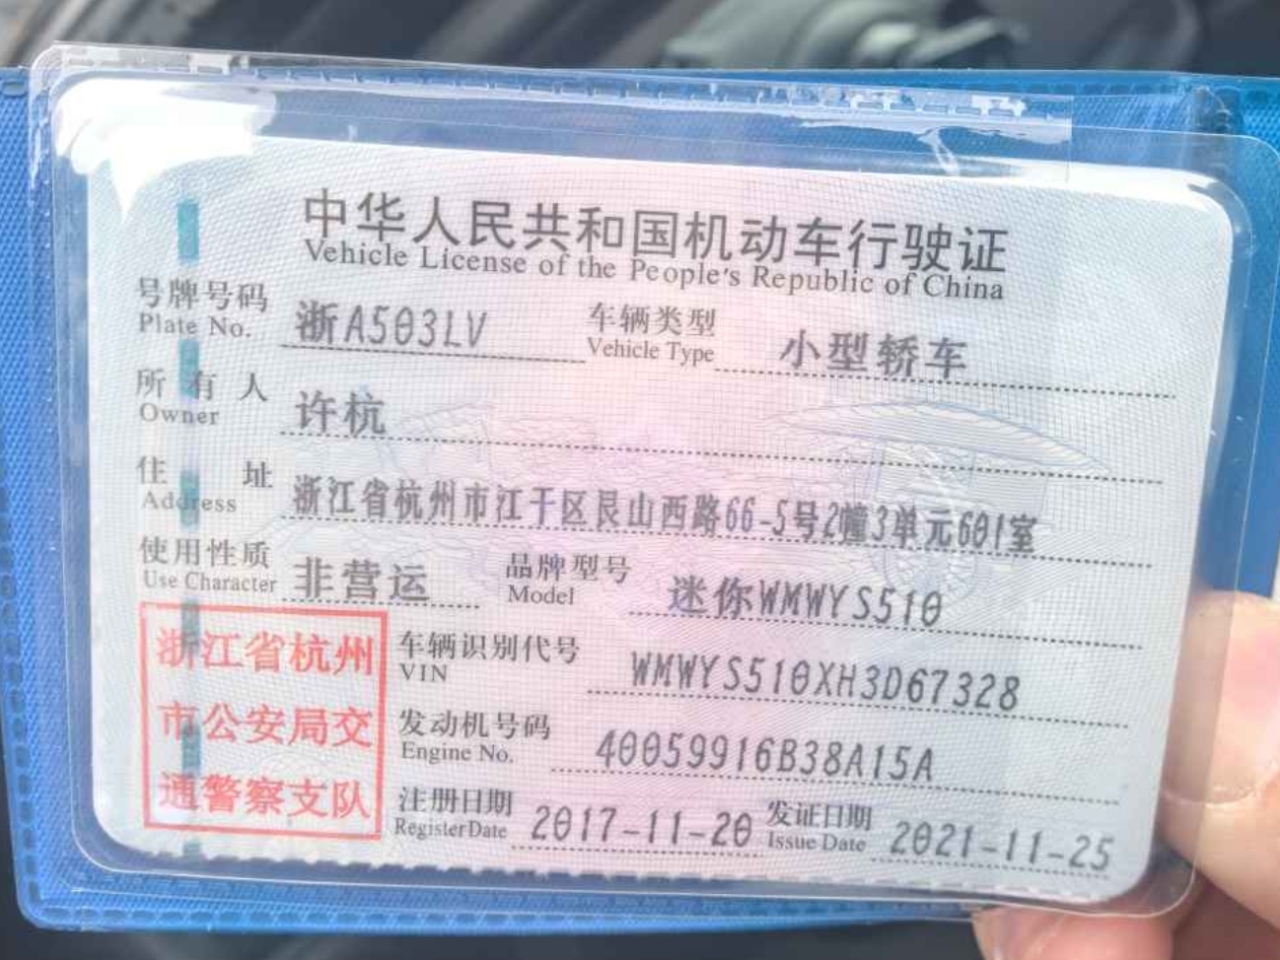 中华人民共和国机动车行驶证
Vehicle License of the People's Republic of China
号牌号码 浙A503LV 车辆类型 小型轿车
Plate No. Vehicle Type
所有人 许杭
Owner
住址 浙江省杭州市江干区艮山西路66-5号2幢3单元601室
Address
使用性质 非营运 品牌型号 迷你WMWYS510
Use Character Model
浙江省杭州
市公安局交
通警察支队
车辆识别代号 WMWYS510XH3D67328
VIN
发动机号码 40059916B38A15A
Engine No.
注册日期 2017-11-20 发证日期 2021-11-25
Register Date Issue Date